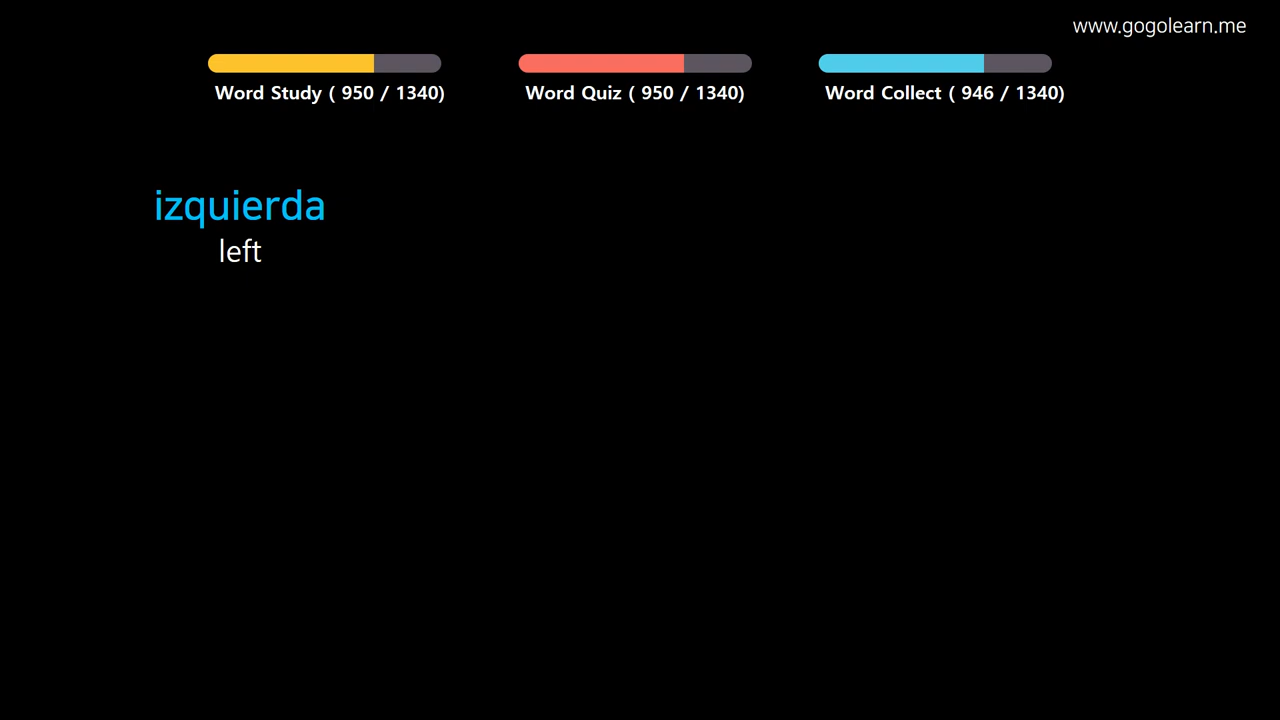 www.gogolearn.me
Word Study ( 950 / 1340)
Word Quiz ( 950 / 1340)
Word Collect ( 946 / 1340)
izquierda
left